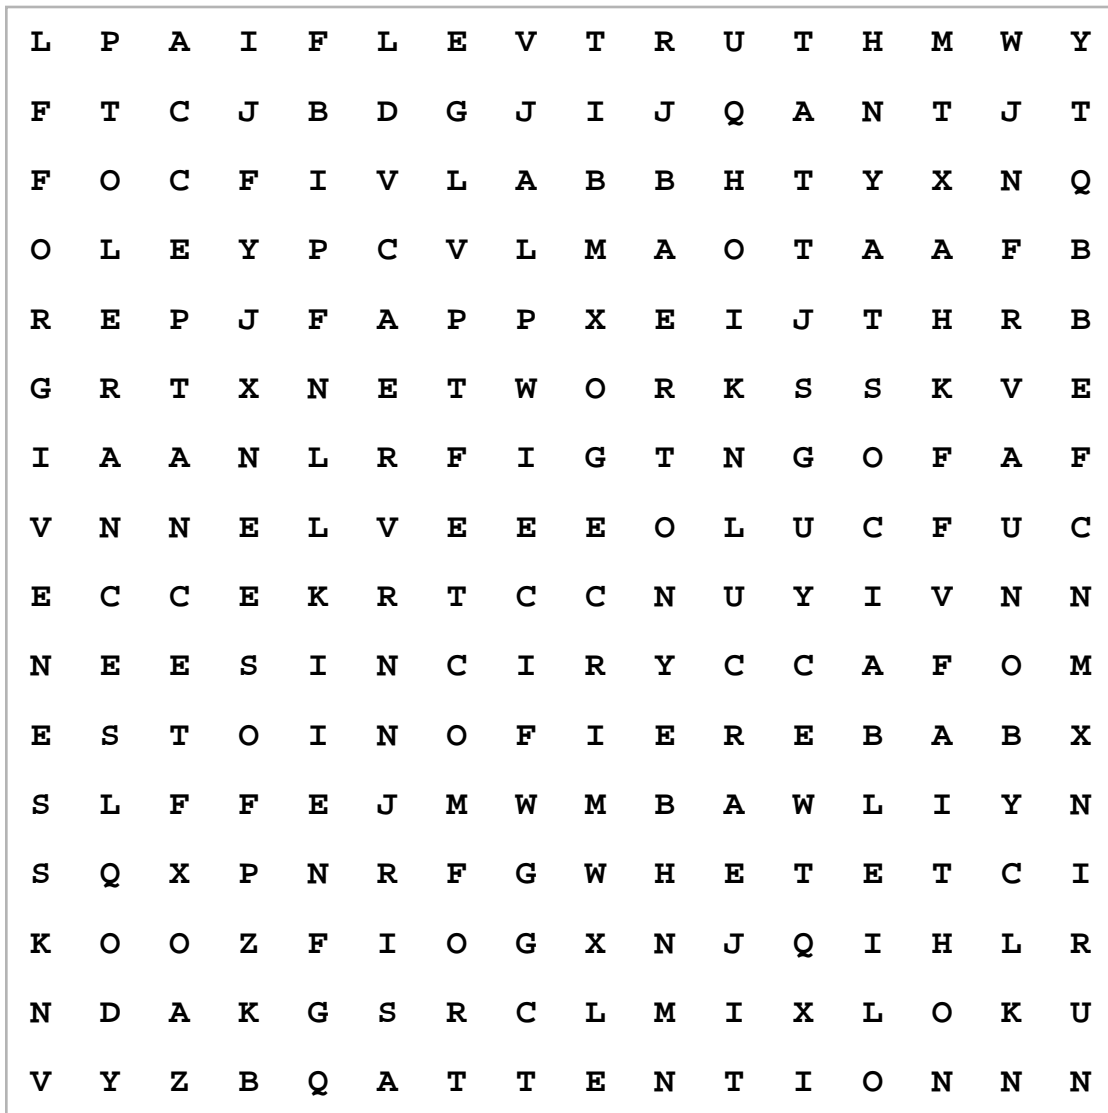 L P A I F L E V T R U T H M W Y
F T C J B D G J I J Q A N T J T
F O C F I V L A B B H T Y X N Q
O L E Y P C V L M A O T A A F B
R E P J F A P P X E I J T H R B
G R T X N E T W O R K S S K V E
I A A N L R F I G T N G O F A F
V N N E L V E E E O L U C F U C
E C C E K R T C C N U Y I V N N
N E E S I N C I R Y C C A F O M
E S T O I N O F I E R E B A B X
S L F F E J M W M B A W L I Y N
S Q X P N R F G W H E T E T C I
K O O Z F I O G X N J Q I H L R
N D A K G S R C L M I X L O K U
V Y Z B Q A T T E N T I O N N N